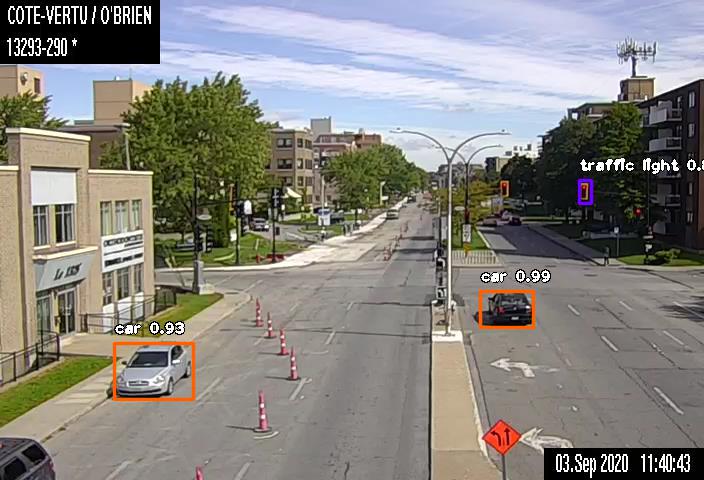 COTE-VERTU / O'BRIEN
13293-290 *
traffic light 0.
car 0.99
car 0.93
03.Sep 2020 11:40:43